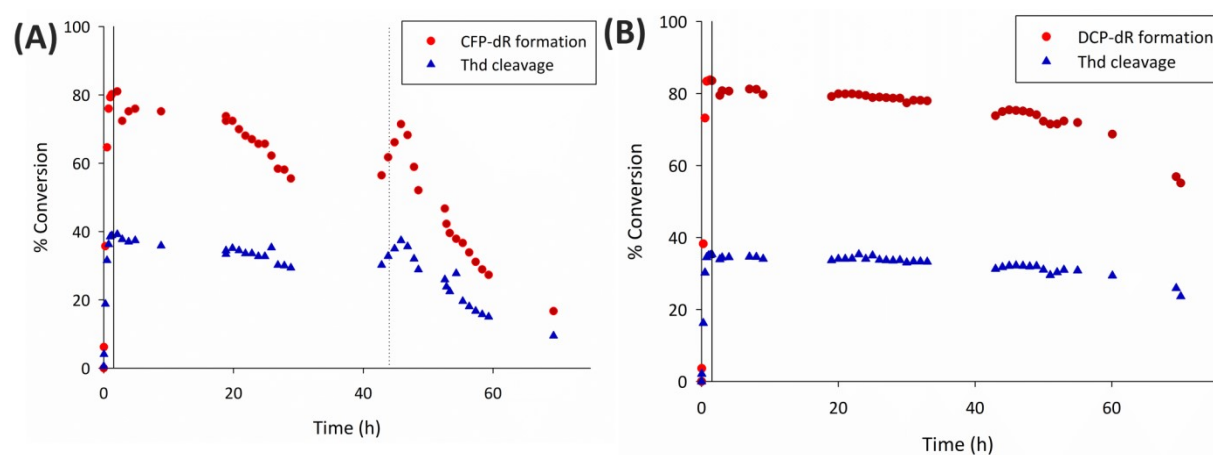 (A)
CFP-dR formation
Thd cleavage
% Conversion
100
80
60
40
20
0
0 20 40 60
Time (h)
(B)
DCP-dR formation
Thd cleavage
% Conversion
100
80
60
40
20
0
0 20 40 60
Time (h)